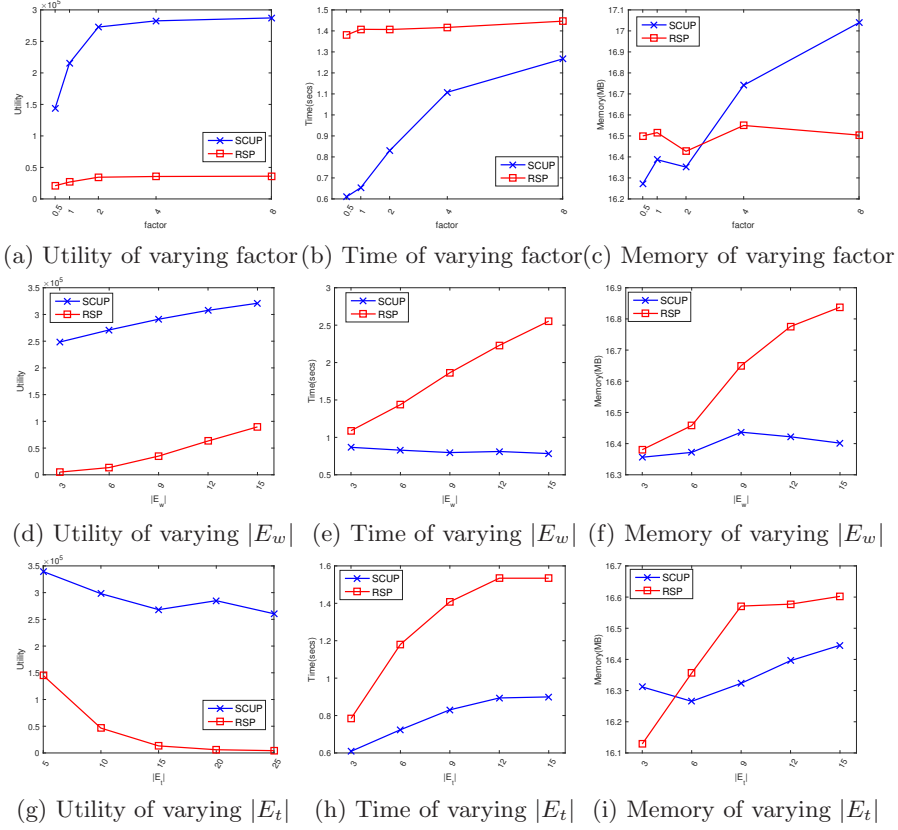 ×10^5
3
2.5
2
1.5
1
0.5
0
Utility
SCUP
RSP
0.5
1
2
4
8
factor
1.5
1.4
1.3
1.2
1.1
1
0.9
0.8
0.7
0.6
Time(secs)
SCUP
RSP
0.5
1
2
4
8
factor
17.1
17
16.9
16.8
16.7
16.6
16.5
16.4
16.3
16.2
Memory(MB)
SCUP
RSP
0.5
1
2
4
8
factor
(a) Utility of varying factor
(b) Time of varying factor
(c) Memory of varying factor
×10^5
3.5
3
2.5
2
1.5
1
0.5
0
Utility
SCUP
RSP
3
6
9
12
15
|E_w|
3
2.5
2
1.5
1
0.5
Time(secs)
SCUP
RSP
3
6
9
12
15
|E_w|
16.9
16.8
16.7
16.6
16.5
16.4
16.3
Memory(MB)
SCUP
RSP
3
6
9
12
15
|E_w|
(d) Utility of varying |E_w|
(e) Time of varying |E_w|
(f) Memory of varying |E_w|
×10^5
3.5
3
2.5
2
1.5
1
0.5
0
Utility
SCUP
RSP
5
10
15
20
25
|E_t|
1.6
1.4
1.2
1
0.8
0.6
Time(secs)
SCUP
RSP
3
6
9
12
15
|E_t|
16.7
16.6
16.5
16.4
16.3
16.2
16.1
Memory(MB)
SCUP
RSP
3
6
9
12
15
|E_t|
(g) Utility of varying |E_t|
(h) Time of varying |E_t|
(i) Memory of varying |E_t|